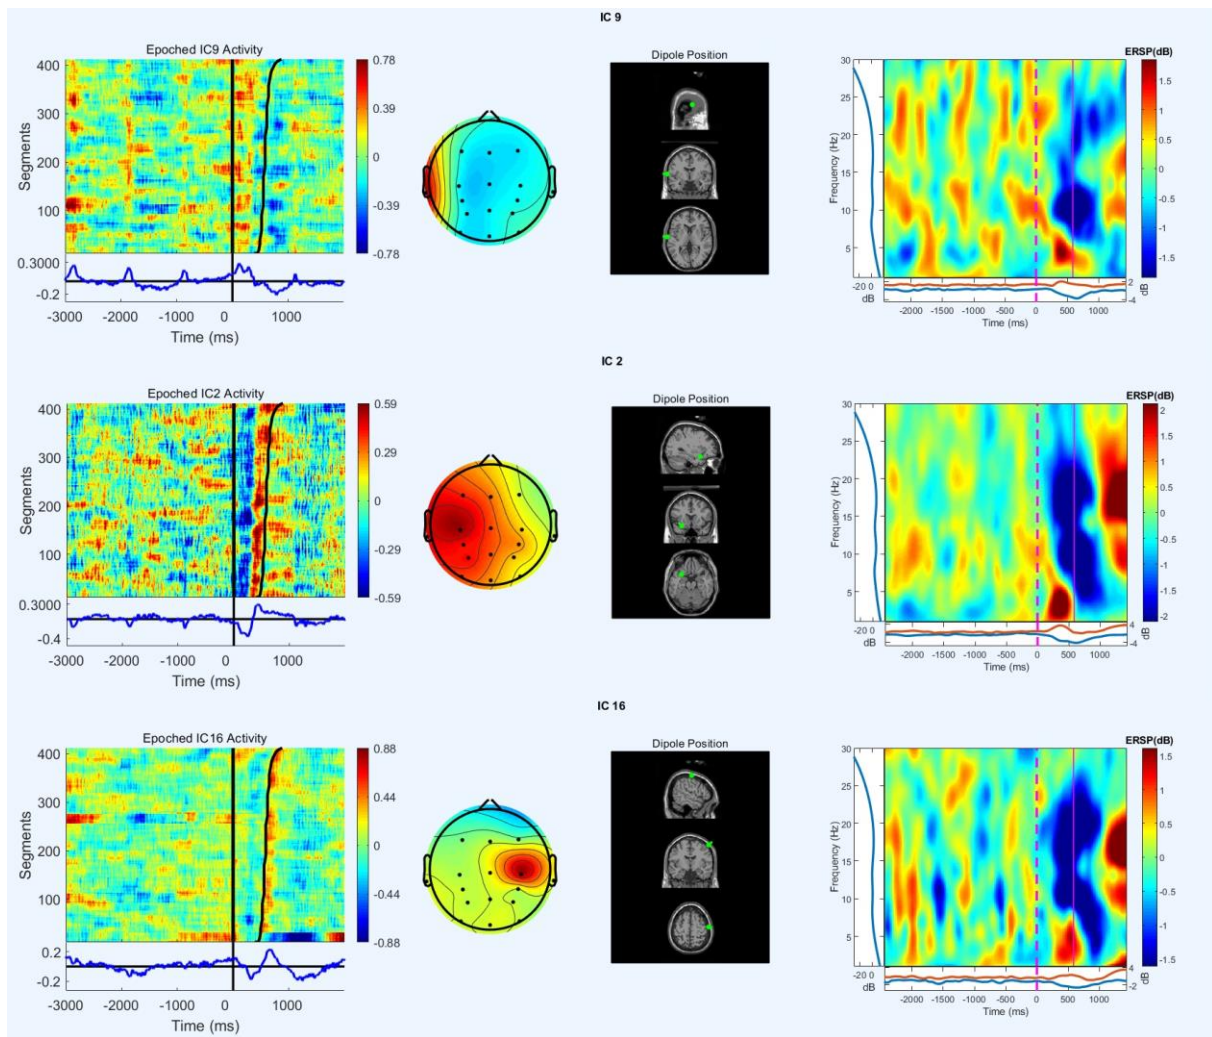 IC 9
Epoched IC9 Activity
Dipole Position
ERSP(dB)
Segments
400
300
200
100
0.78
0.39
0
-0.39
-0.78
0.3000
-0.2
-3000 -2000 -1000 0 1000
Time (ms)
Frequency (Hz)
30
25
20
15
10
5
-20 0
dB
-2000 -1500 -1000 -500 0 500 1000
Time (ms)
2
-4
dB
1.5
1
0.5
0
-0.5
-1
-1.5
IC 2
Epoched IC2 Activity
Dipole Position
ERSP(dB)
Segments
400
300
200
100
0.59
0.29
0
-0.29
-0.59
0.3000
-0.4
-3000 -2000 -1000 0 1000
Time (ms)
Frequency (Hz)
30
25
20
15
10
5
-20 0
dB
-2000 -1500 -1000 -500 0 500 1000
Time (ms)
4
-4
dB
2
1.5
1
0.5
0
-0.5
-1
-1.5
-2
IC 16
Epoched IC16 Activity
Dipole Position
ERSP(dB)
Segments
400
300
200
100
0.88
0.44
0
-0.44
-0.88
0.2
-0.2
-3000 -2000 -1000 0 1000
Time (ms)
Frequency (Hz)
30
25
20
15
10
5
-20 0
dB
-2000 -1500 -1000 -500 0 500 1000
Time (ms)
4
-2
dB
1.5
1
0.5
0
-0.5
-1
-1.5